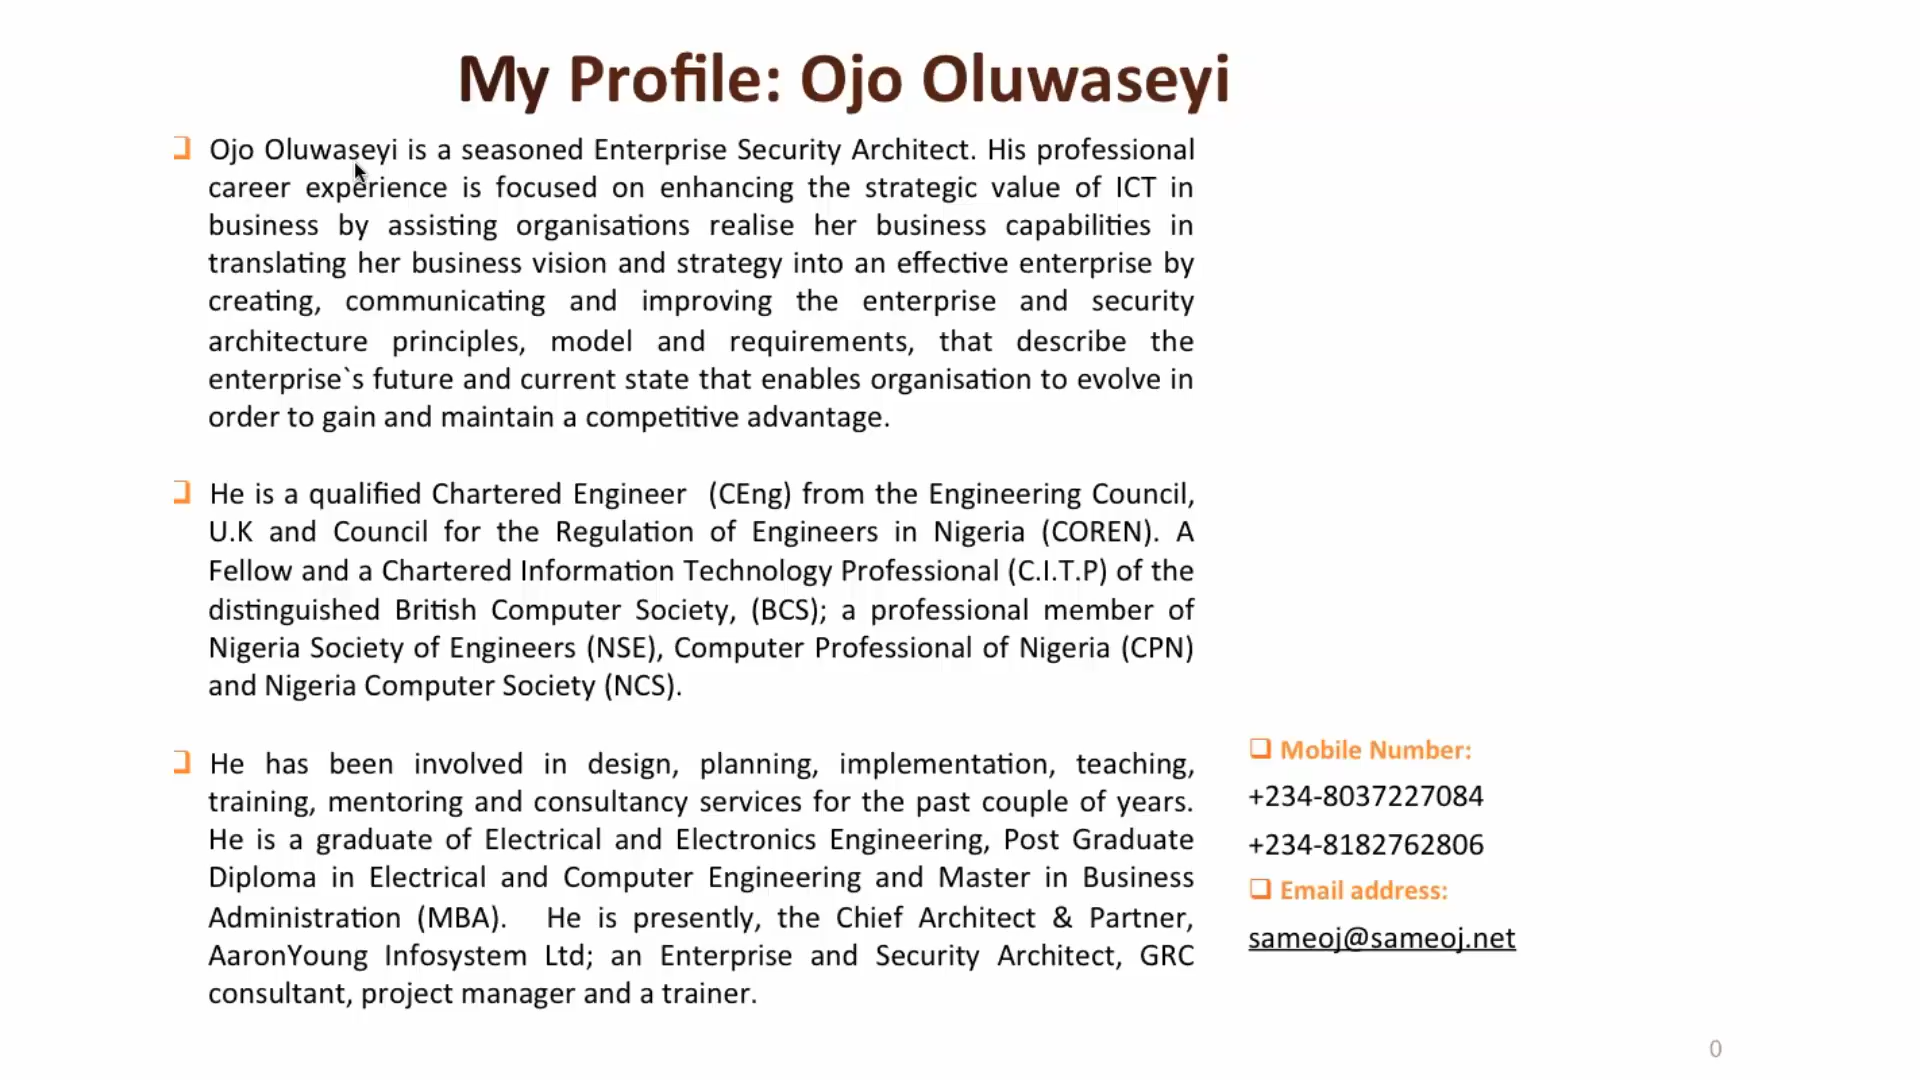 My Profile: Ojo Oluwaseyi
Ojo Oluwaseyi is a seasoned Enterprise Security Architect. His professional
career experience is focused on enhancing the strategic value of ICT in
business by assisting organisations realise her business capabilities in
translating her business vision and strategy into an effective enterprise by
creating, communicating and improving the enterprise and security
architecture principles, model and requirements, that describe the
enterprise`s future and current state that enables organisation to evolve in
order to gain and maintain a competitive advantage.
He is a qualified Chartered Engineer (CEng) from the Engineering Council,
U.K and Council for the Regulation of Engineers in Nigeria (COREN). A
Fellow and a Chartered Information Technology Professional (C.I.T.P) of the
distinguished British Computer Society, (BCS); a professional member of
Nigeria Society of Engineers (NSE), Computer Professional of Nigeria (CPN)
and Nigeria Computer Society (NCS).
He has been involved in design, planning, implementation, teaching,
training, mentoring and consultancy services for the past couple of years.
He is a graduate of Electrical and Electronics Engineering, Post Graduate
Diploma in Electrical and Computer Engineering and Master in Business
Administration (MBA). He is presently, the Chief Architect & Partner,
AaronYoung Infosystem Ltd; an Enterprise and Security Architect, GRC
consultant, project manager and a trainer.
Mobile Number:
+234-8037227084
+234-8182762806
Email address:
sameoj@sameoj.net
0